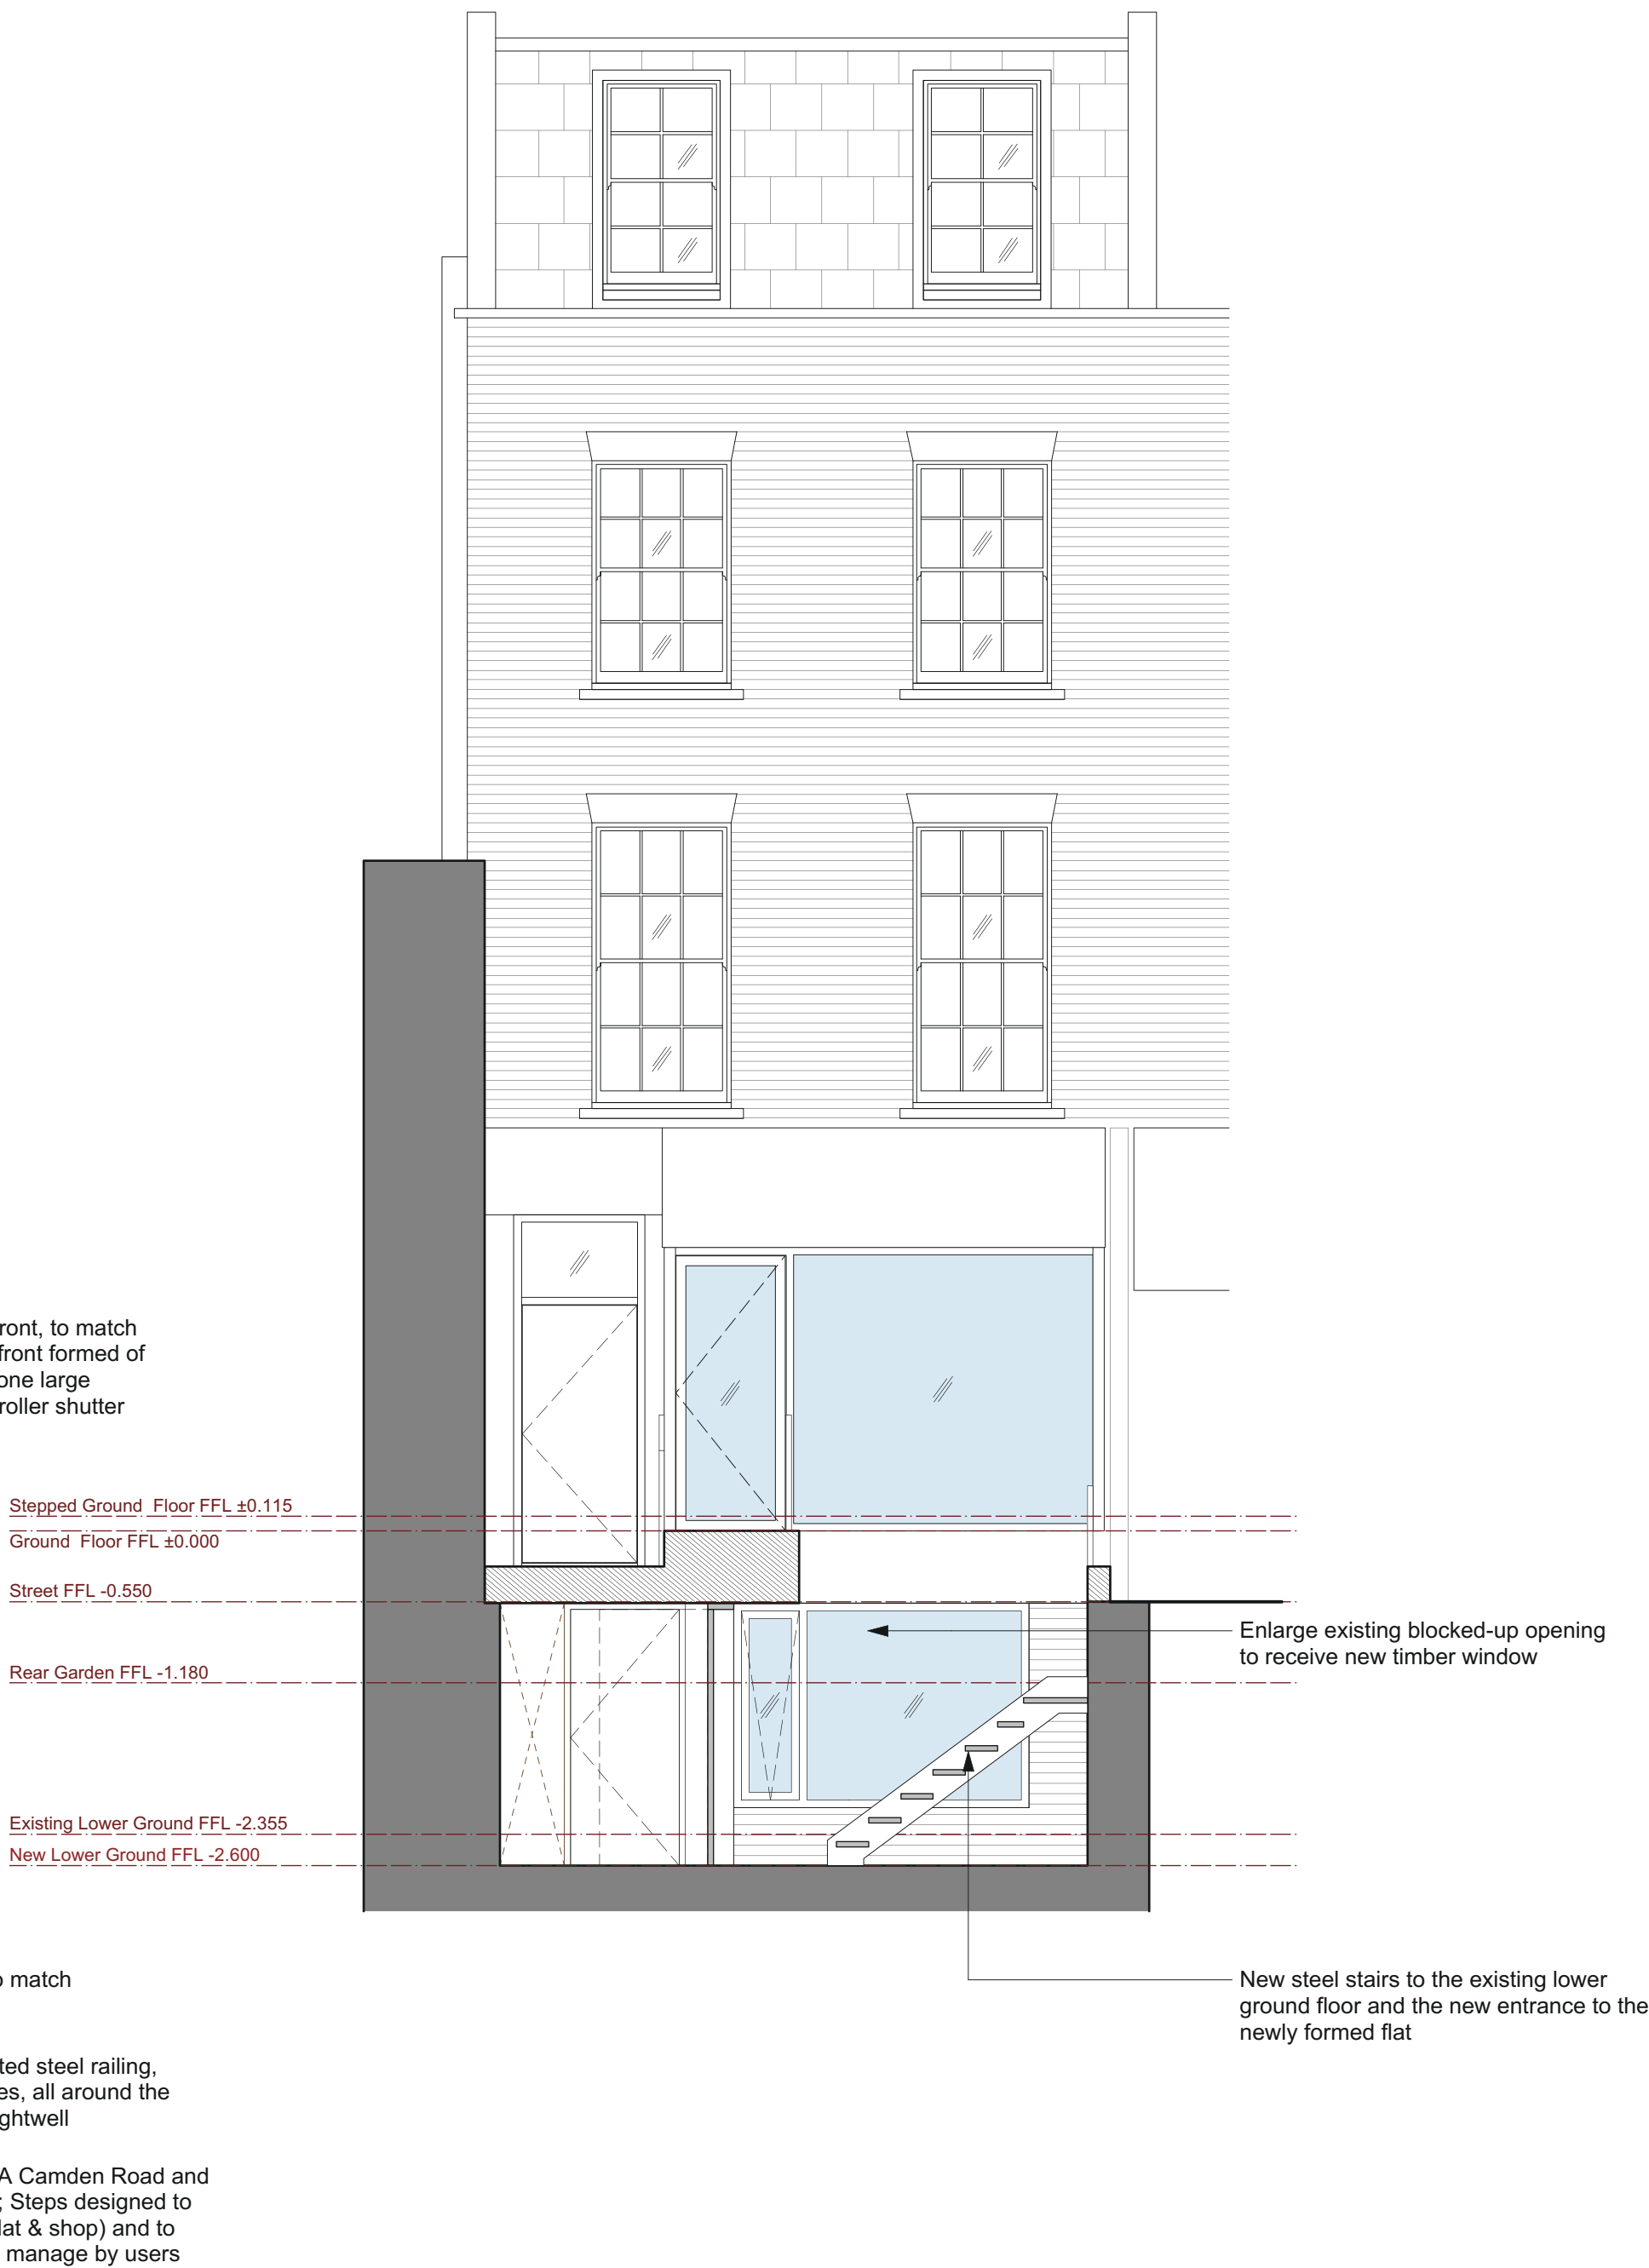 ront, to match
front formed of
one large
roller shutter
Stepped Ground Floor FFL ±0.115
Ground Floor FFL ±0.000
Street FFL -0.550
Enlarge existing blocked-up opening
to receive new timber window
Rear Garden FFL -1.180
Existing Lower Ground FFL -2.355
New Lower Ground FFL -2.600
o match
New steel stairs to the existing lower
ground floor and the new entrance to the
newly formed flat
ted steel railing,
es, all around the
ghtwell
A Camden Road and
; Steps designed to
lat & shop) and to
manage by users